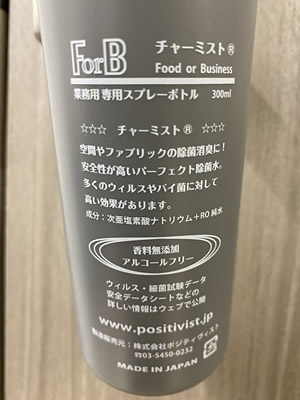 ForB チャーミスト®
Food or Business
業務用 専用スプレーボトル 300ml
☆☆☆ チャーミスト® ☆☆☆
空間やファブリックの除菌消臭に!
安全性が高いパーフェクト除菌水。
多くのウィルスやバイ菌に対して
高い効果があります。
成分:次亜塩素酸ナトリウム+RO純水
香料無添加
アルコールフリー
ウィルス・細菌試験データ
安全データシートなどの
詳しい情報はウェブで公開
www.positivist.jp
製造販売元:株式会社ポジティヴィスト
☎03-5450-0232
MADE IN JAPAN